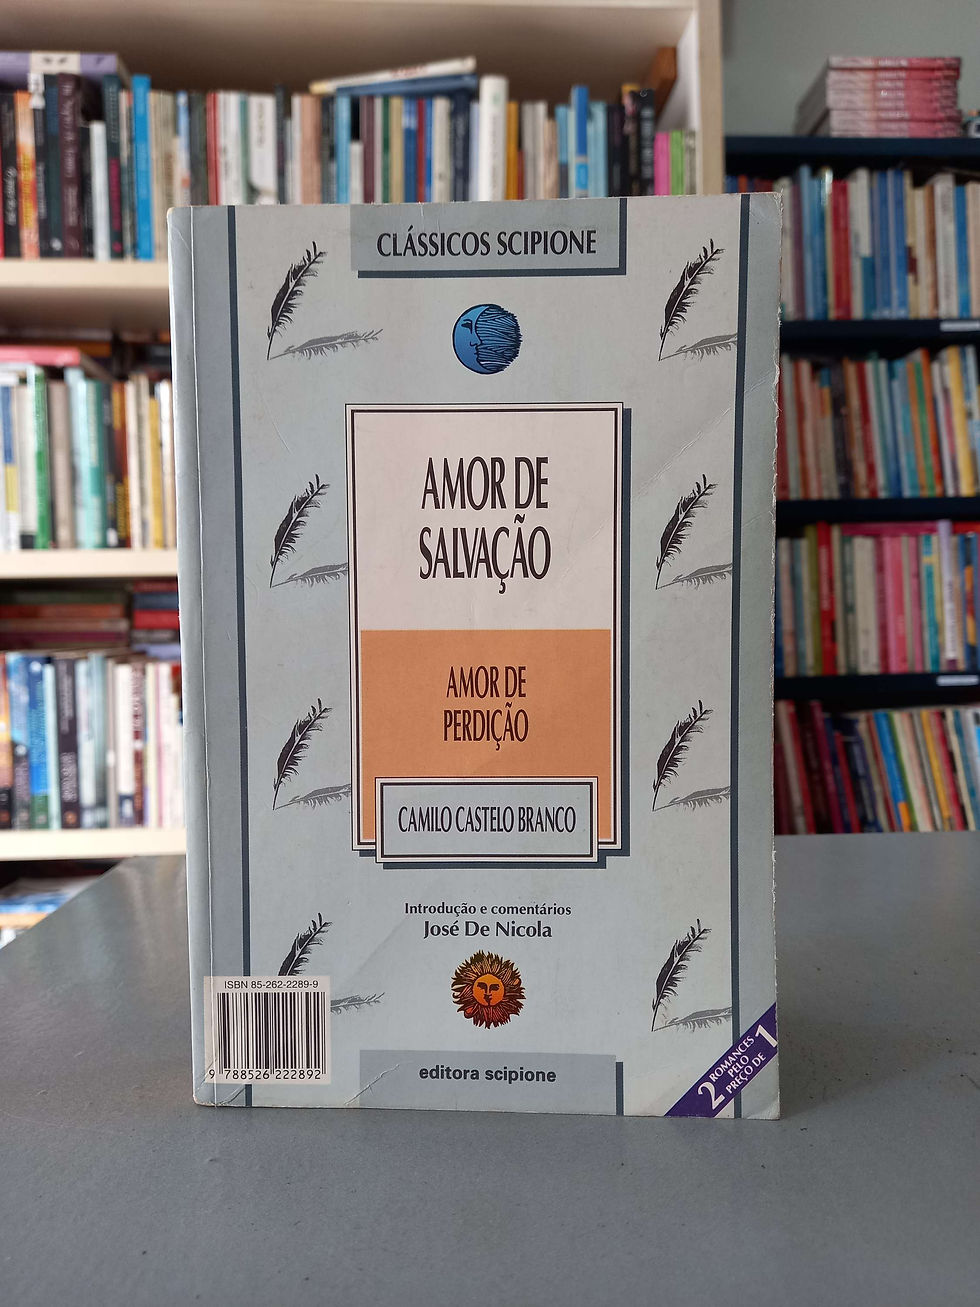 CLÁSSICOS SCIPIONE
AMOR DE
SALVAÇÃO
AMOR DE
PERDIÇÃO
CAMILO CASTELO BRANCO
Introdução e comentários
José De Nicola
ISBN 85-262-2289-9
9 788526 222892
editora scipione
2 ROMANCES
PELO
PREÇO DE 1